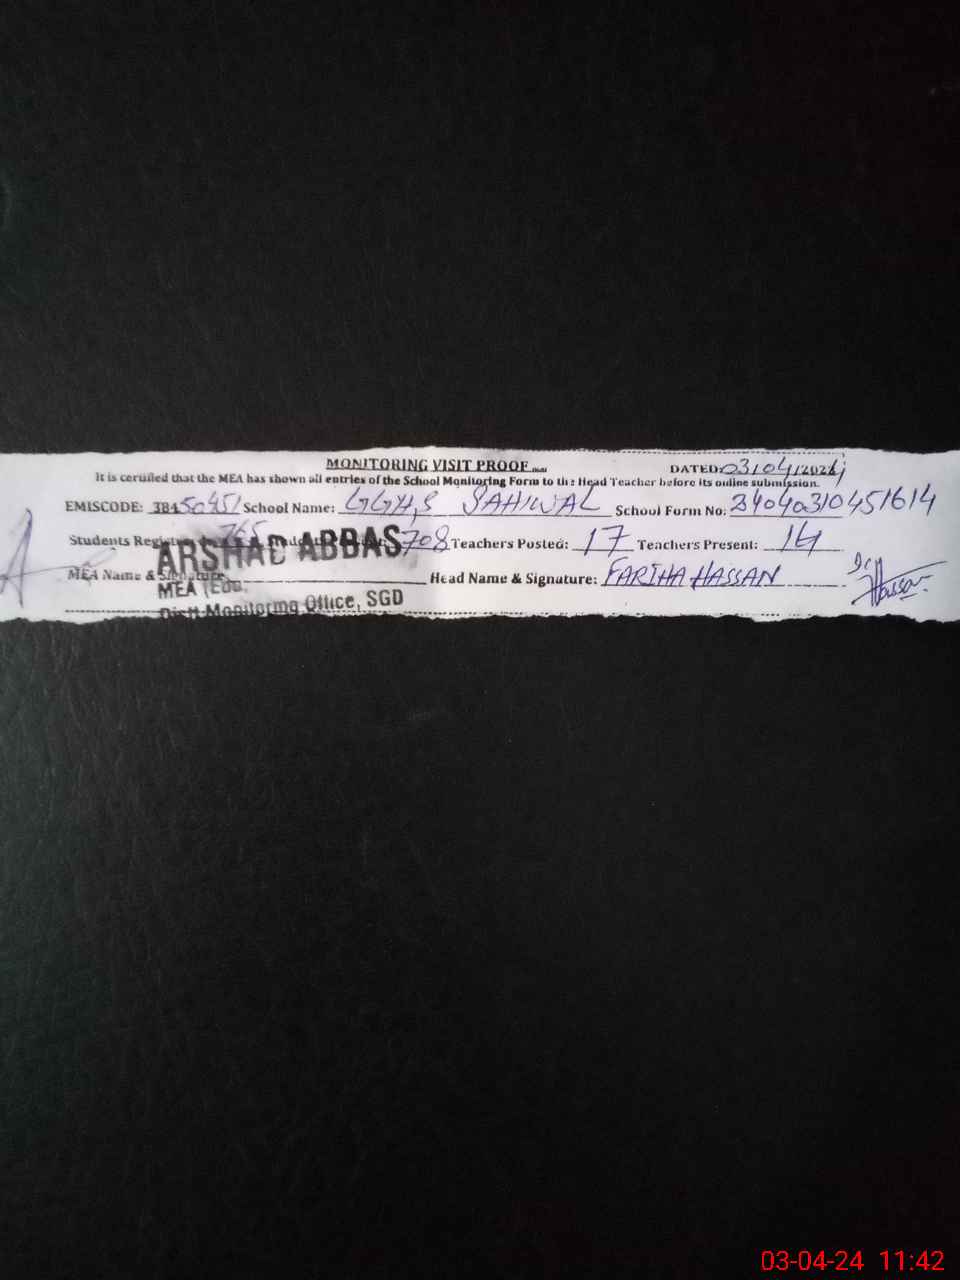 MONITORING VISIT PROOF DATED:03/04/2024
It is certified that the MEA has shown all entries of the School Monitoring Form to the Head Teacher before its online submission.
EMISCODE: 38450451 School Name: GGHS SAHIWAL School Form No: 24040310451614
Students 765 708 Teachers Posted: 17 Teachers Present: 14
ARSHAD ABBAS
MEA Name & Signature Head Name & Signature: FARIHA HASSAN Hassan
MEA (Edu)
Distt Monitoring Office, SGD
03-04-24 11:42